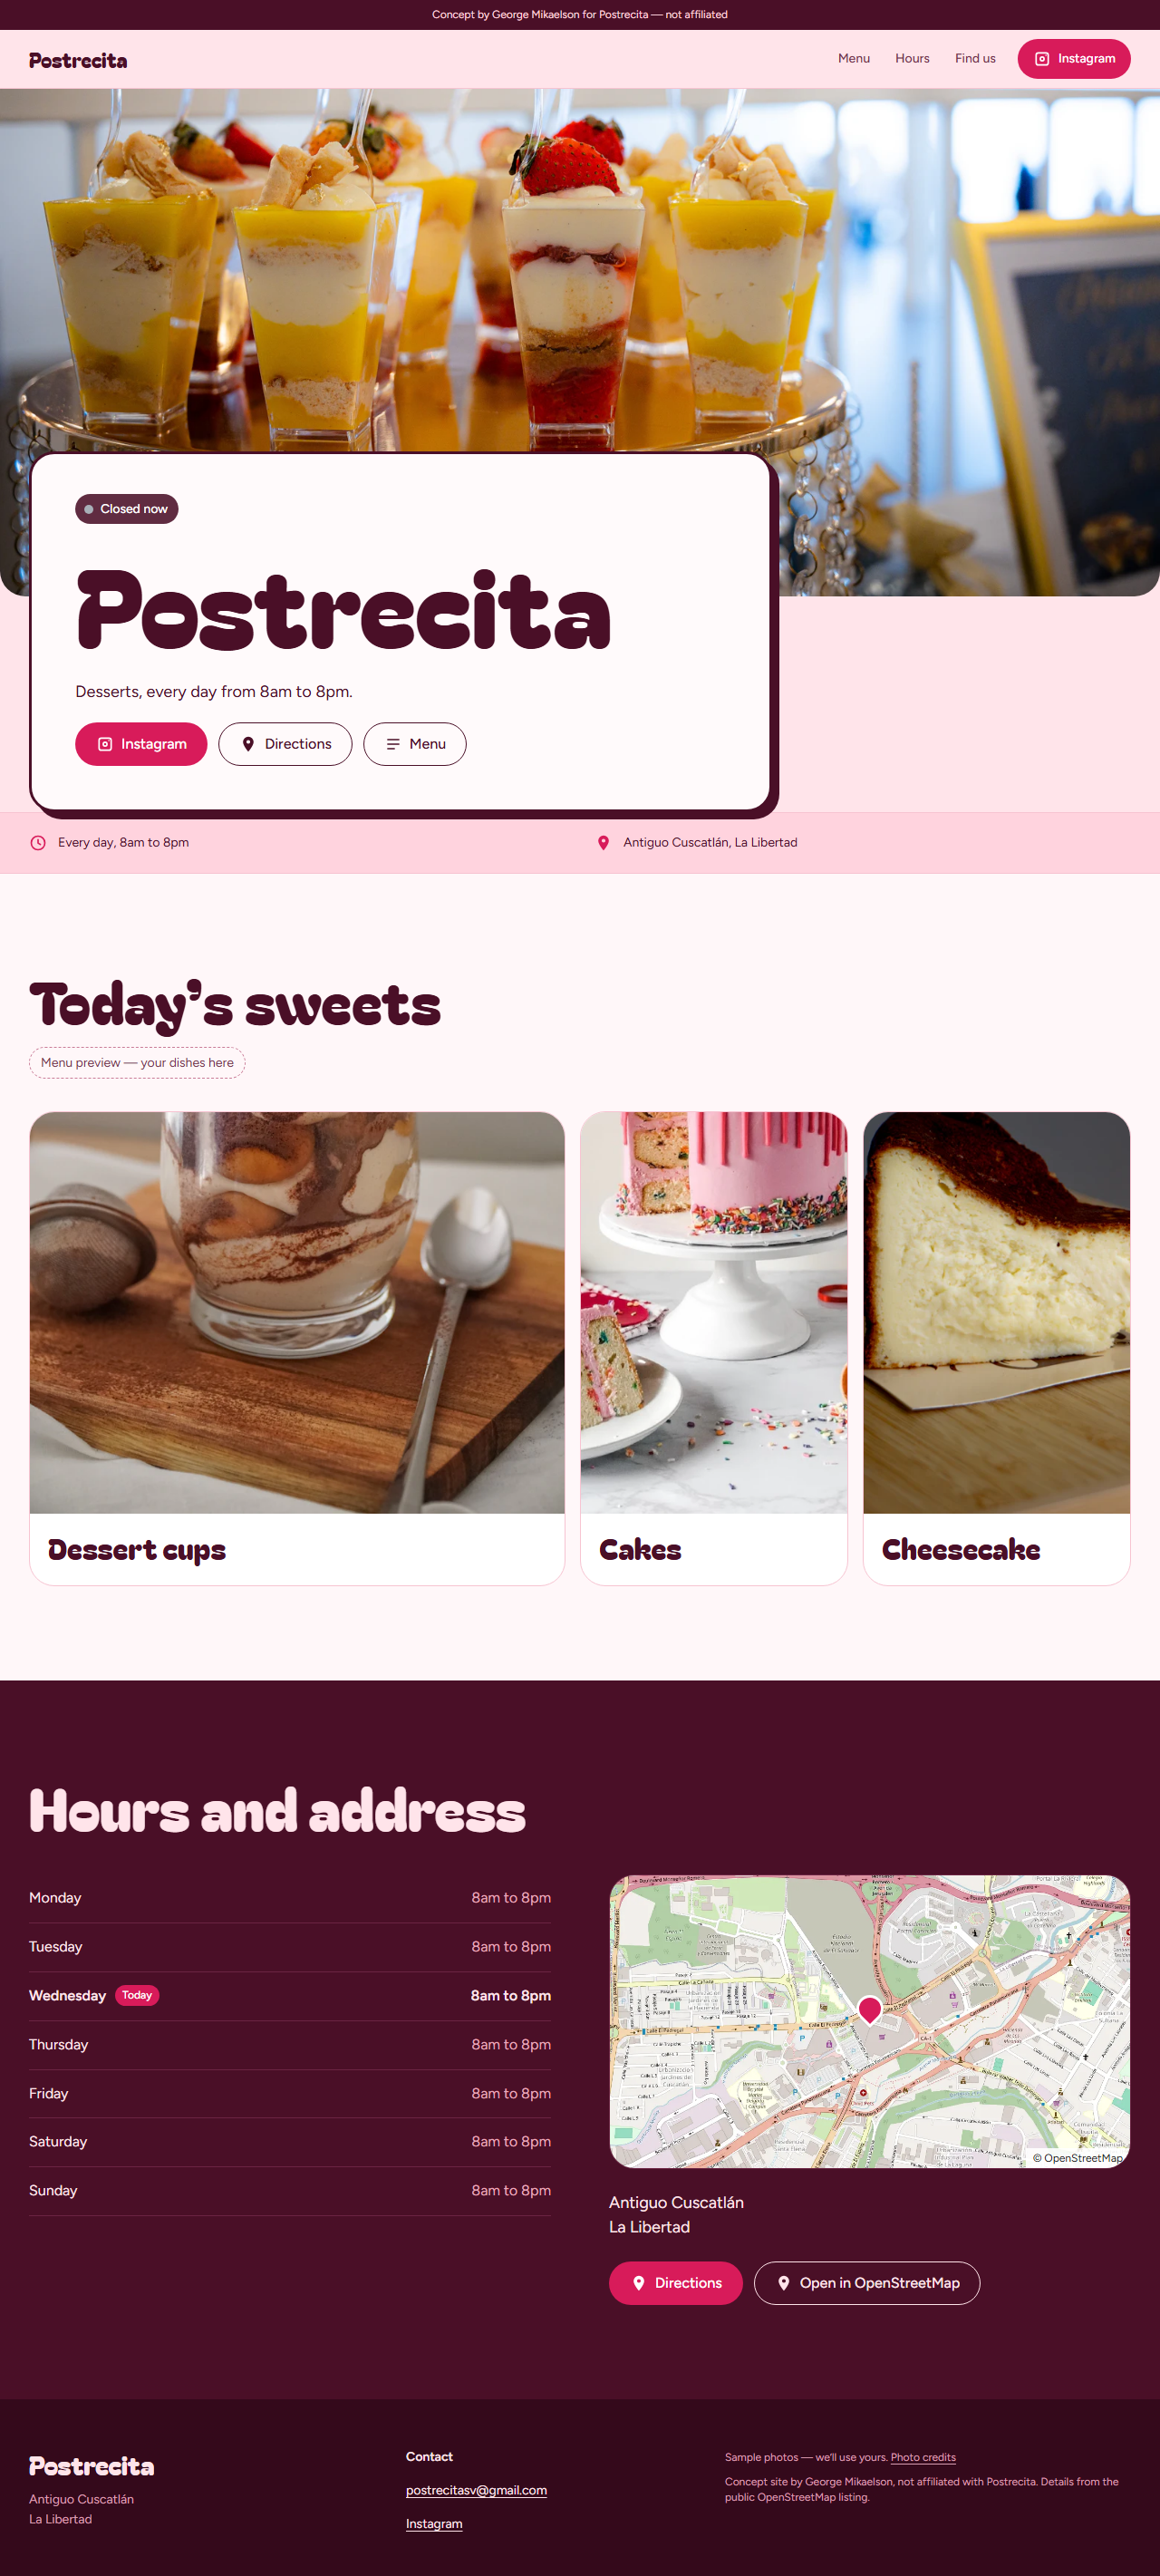 Concept by George Mikaelson for Postrecita — not affiliated
Postrecita
Menu
Hours
Find us
Instagram
Closed now
Postrecita
Desserts, every day from 8am to 8pm.
Instagram
Directions
Menu
Every day, 8am to 8pm
Antiguo Cuscatlán, La Libertad
Today's sweets
Menu preview — your dishes here
Dessert cups
Cakes
Cheesecake
Hours and address
Monday 8am to 8pm
Tuesday 8am to 8pm
Wednesday Today 8am to 8pm
Thursday 8am to 8pm
Friday 8am to 8pm
Saturday 8am to 8pm
Sunday 8am to 8pm
© OpenStreetMap
Antiguo Cuscatlán
La Libertad
Directions
Open in OpenStreetMap
Postrecita
Antiguo Cuscatlán
La Libertad
Contact
postrecitasv@gmail.com
Instagram
Sample photos — we'll use yours. Photo credits
Concept site by George Mikaelson, not affiliated with Postrecita. Details from the
public OpenStreetMap listing.